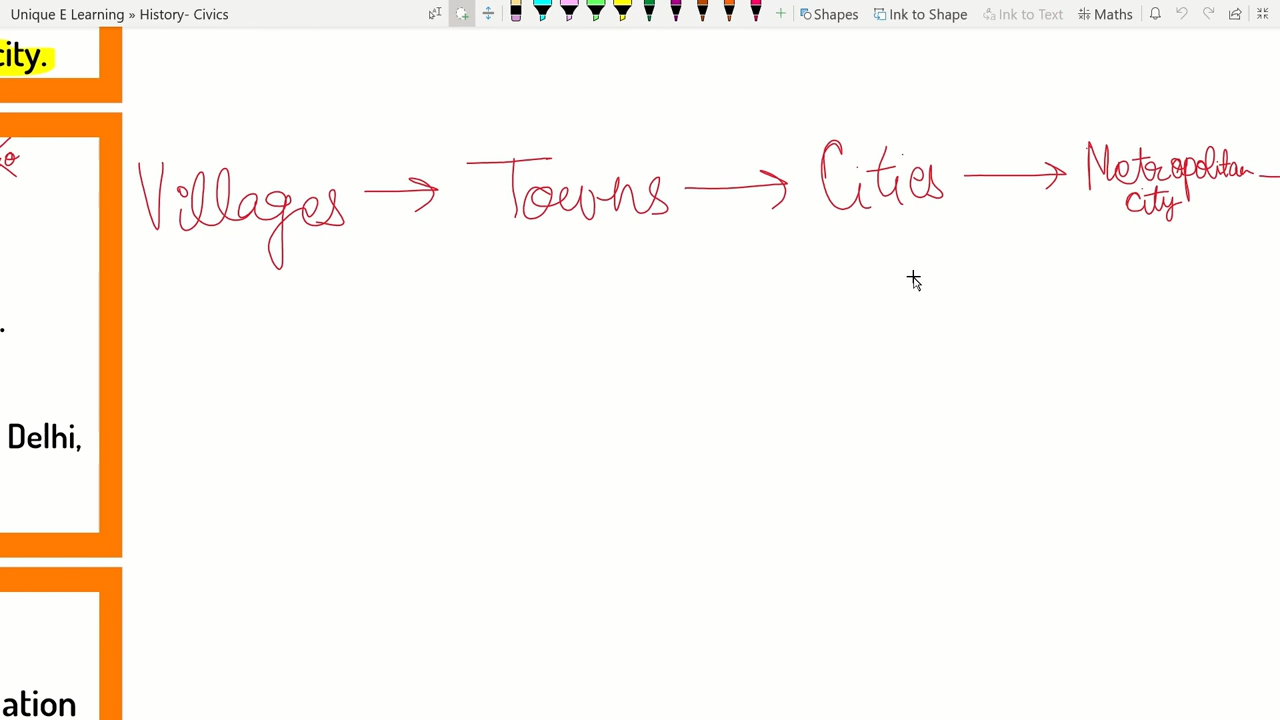 Unique E Learning » History- Civics
Shapes
Ink to Shape
Ink to Text
Maths
city.
Villages → Towns → Cities → Metropolitan
city
.
Delhi,
ation